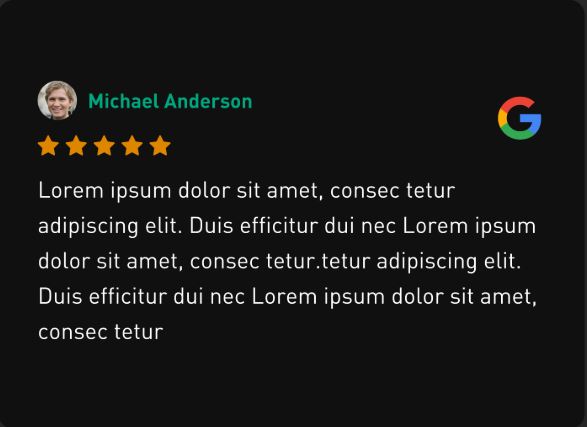 Michael Anderson
Lorem ipsum dolor sit amet, consec tetur
adipiscing elit. Duis efficitur dui nec Lorem ipsum
dolor sit amet, consec tetur.tetur adipiscing elit.
Duis efficitur dui nec Lorem ipsum dolor sit amet,
consec tetur